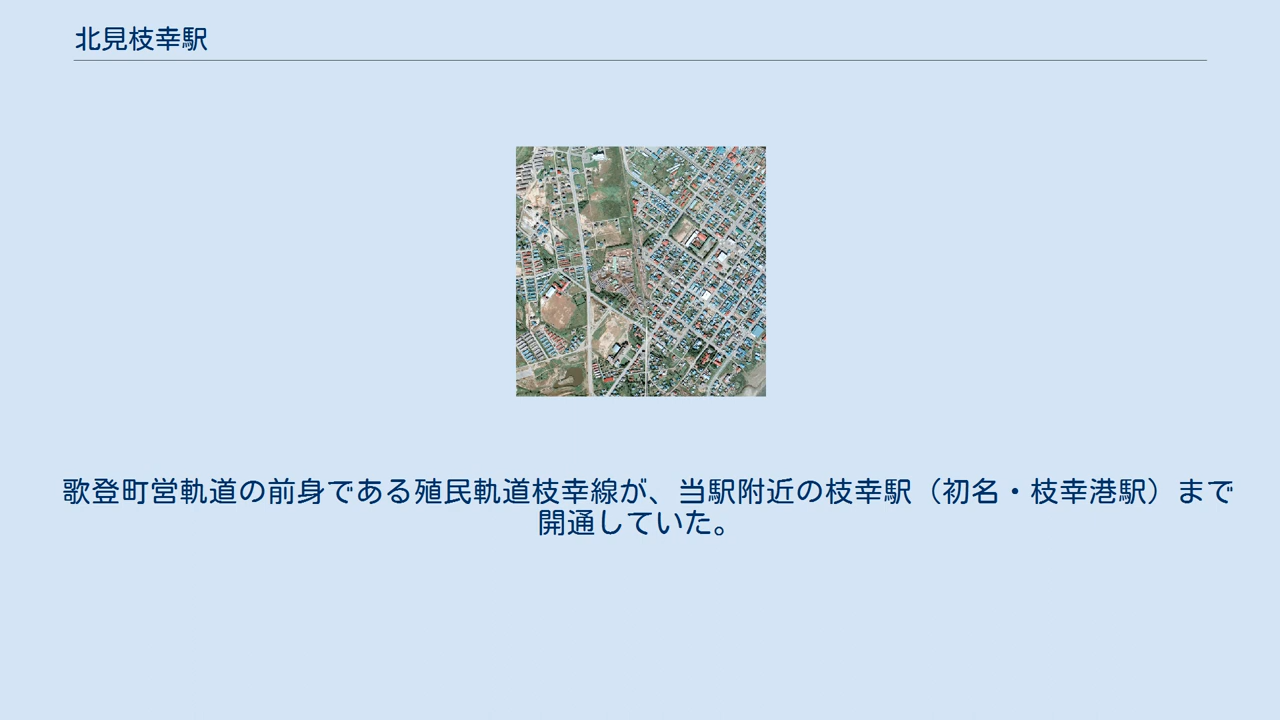 北見枝幸駅
歌登町営軌道の前身である殖民軌道枝幸線が、当駅附近の枝幸駅（初名・枝幸港駅）まで
開通していた。